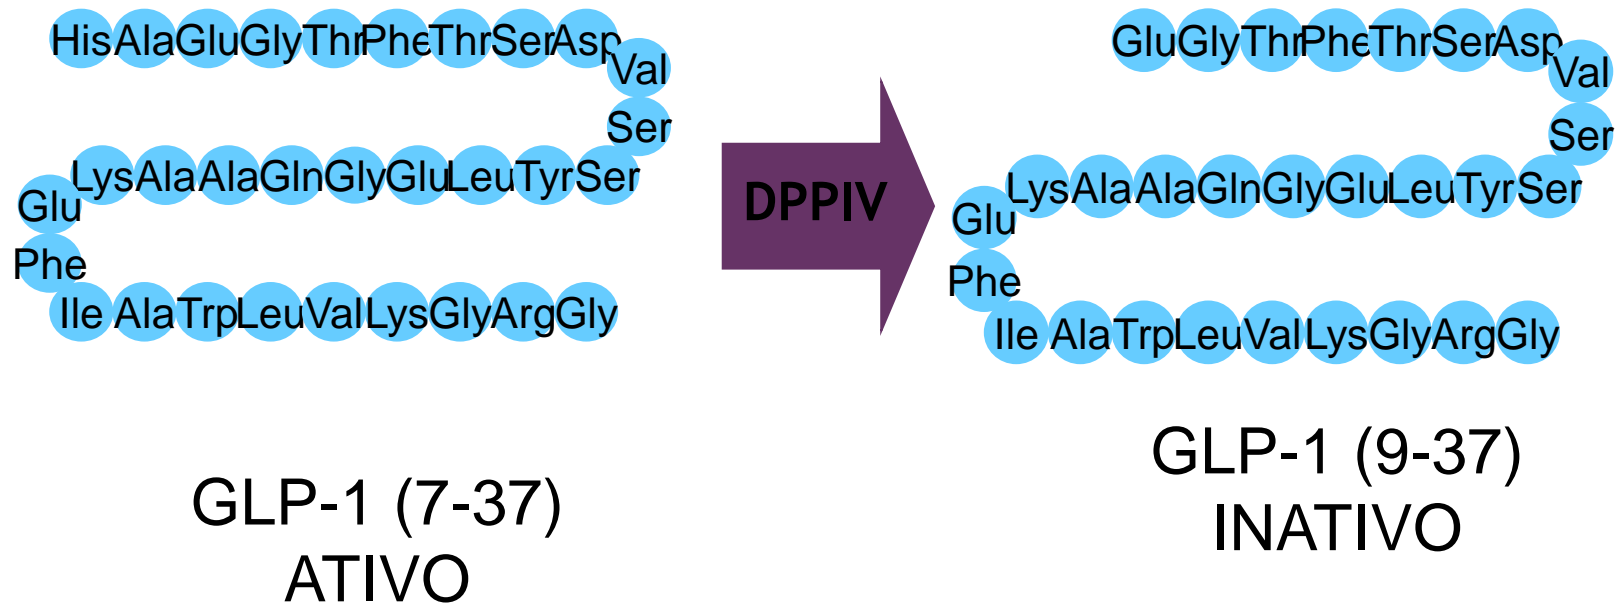 HisAlaGluGlyThrPheThrSerAsp
Val
Ser
LysAlaAlaGlnGlyGluLeuTyrSer
Glu
Phe
Ile AlaTrpLeuValLysGlyArgGly
GLP-1 (7-37)
ATIVO
DPPIV
GluGlyThrPheThrSerAsp
Val
Ser
LysAlaAlaGlnGlyGluLeuTyrSer
Glu
Phe
Ile AlaTrpLeuValLysGlyArgGly
GLP-1 (9-37)
INATIVO